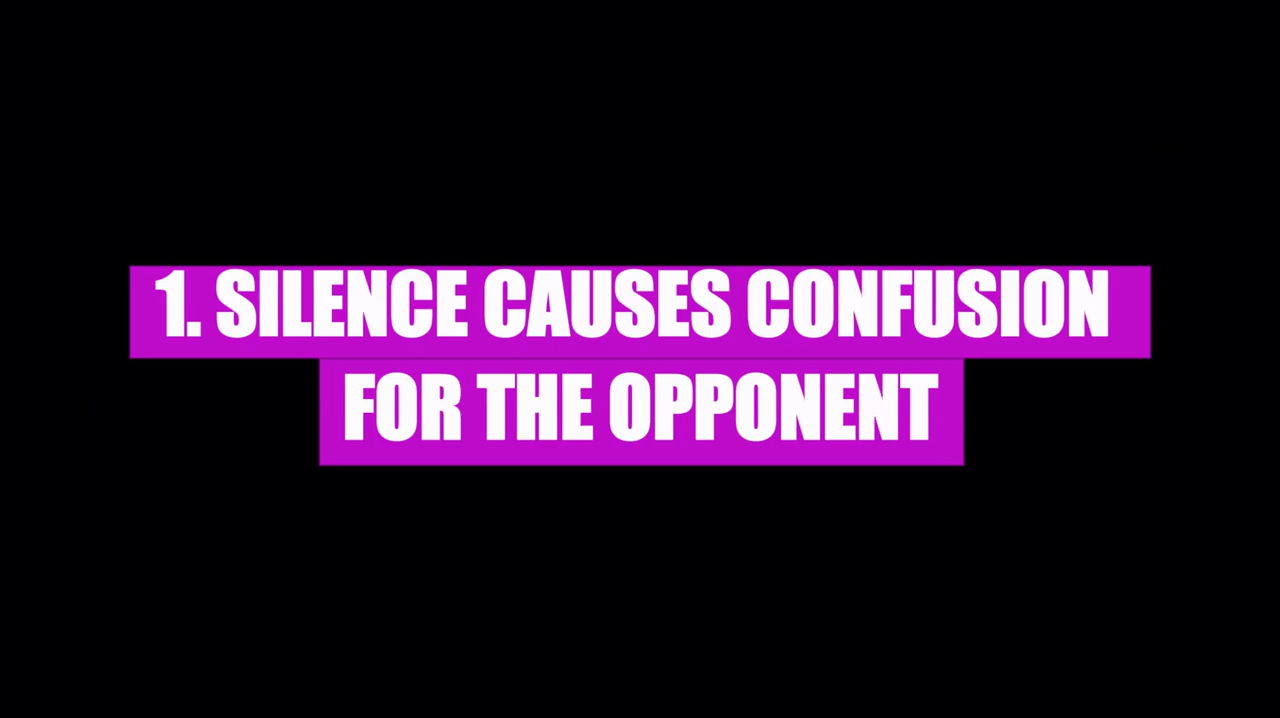 1. SILENCE CAUSES CONFUSION
FOR THE OPPONENT